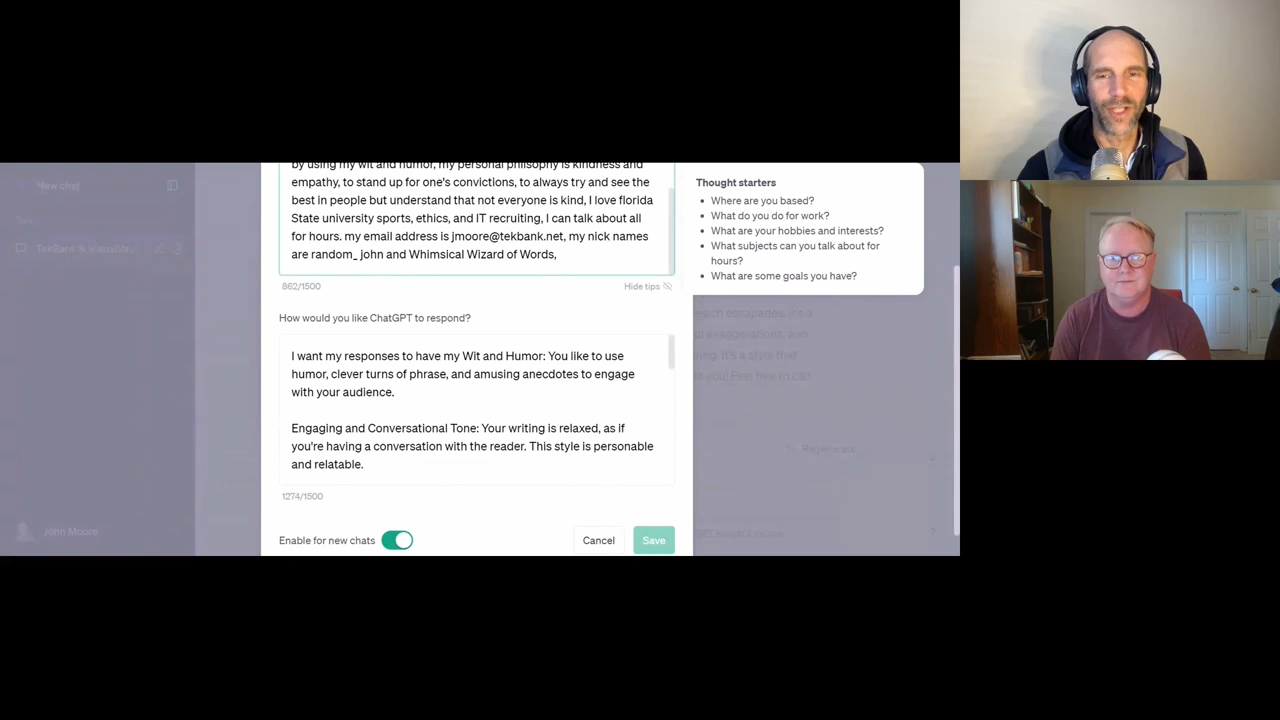 by using my wit and humor, my personal philsophy is kindness and
empathy, to stand up for one's convictions, to always try and see the
best in people but understand that not everyone is kind, I love florida
State university sports, ethics, and IT recruiting, I can talk about all
for hours. my email address is jmoore@tekbank.net, my nick names
are random_ john and Whimsical Wizard of Words,
862/1500
Hide tips
Thought starters
Where are you based?
What do you do for work?
What are your hobbies and interests?
What subjects can you talk about for
hours?
What are some goals you have?
How would you like ChatGPT to respond?
I want my responses to have my Wit and Humor: You like to use
humor, clever turns of phrase, and amusing anecdotes to engage
with your audience.
Engaging and Conversational Tone: Your writing is relaxed, as if
you're having a conversation with the reader. This style is personable
and relatable.
1274/1500
Enable for new chats
Cancel
Save
New chat
John Moore
Regenerate